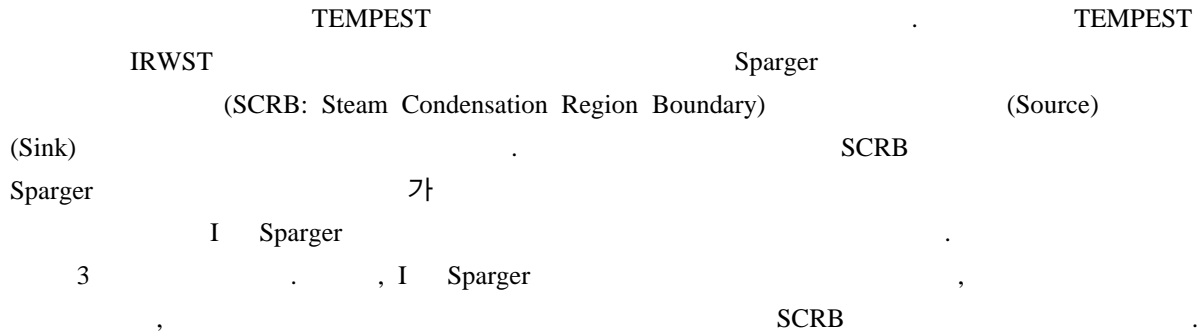 TEMPEST . TEMPEST
IRWST Sparger
(SCRB: Steam Condensation Region Boundary) (Source)
(Sink) . SCRB
Sparger 가
I Sparger .
3 . , I Sparger ,
, SCRB .